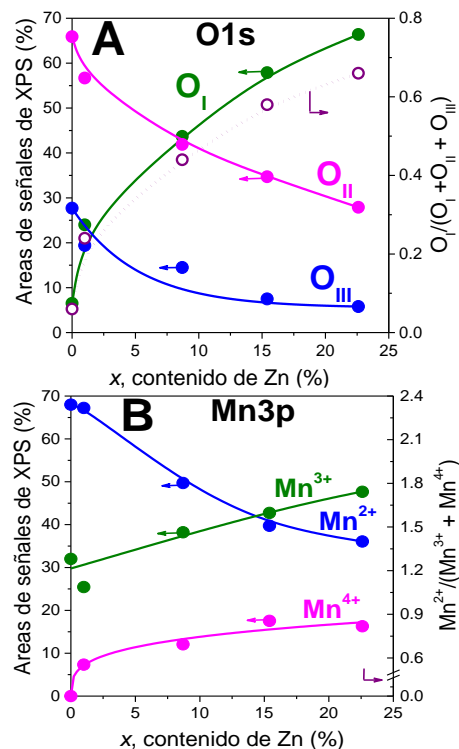 A
O1s
Areas de señales de XPS (%)
70
60
50
40
30
20
10
0
O_I
O_II
O_III
0.8
0.6
0.4
0.2
0.0
O_I/(O_I +O_II + O_III)
0
5
10
15
20
25
x, contenido de Zn (%)
B
Mn3p
Areas de señales de XPS (%)
70
60
50
40
30
20
10
0
Mn³⁺
Mn²⁺
Mn⁴⁺
2.4
2.1
1.8
1.5
1.2
0.9
0.6
0.0
Mn²⁺/(Mn³⁺ + Mn⁴⁺)
0
5
10
15
20
25
x, contenido de Zn (%)